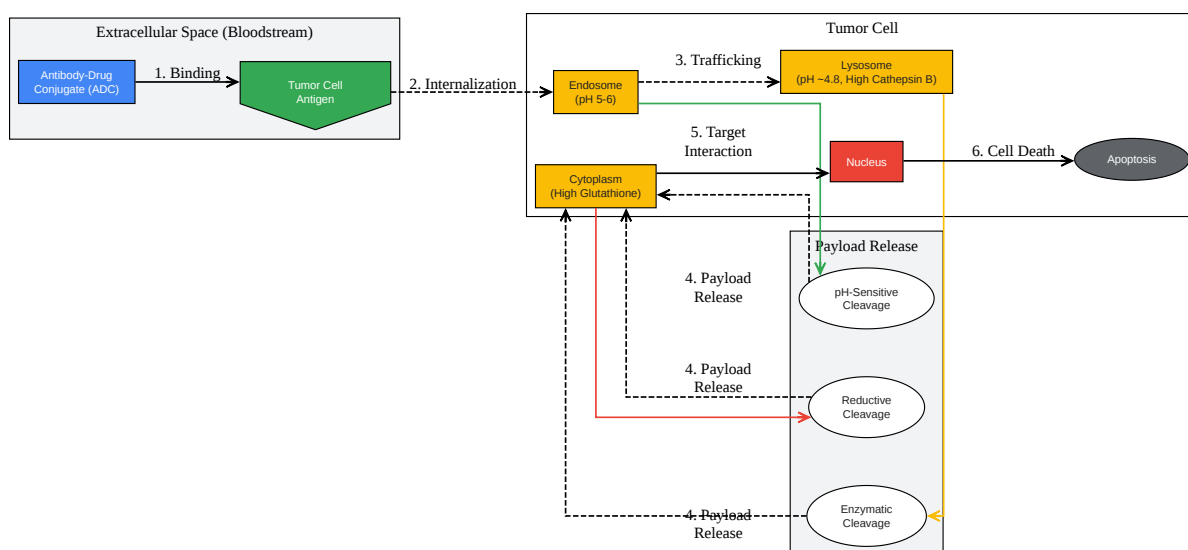 Extracellular Space (Bloodstream)
Antibody-Drug
Conjugate (ADC)
1. Binding
Tumor Cell
Antigen
2. Internalization
Tumor Cell
Endosome
(pH 5-6)
3. Trafficking
Lysosome
(pH ~4.8, High Cathepsin B)
Cytoplasm
(High Glutathione)
5. Target
Interaction
Nucleus
6. Cell Death
Apoptosis
Payload Release
4. Payload
Release
pH-Sensitive
Cleavage
4. Payload
Release
Reductive
Cleavage
4. Payload
Release
Enzymatic
Cleavage